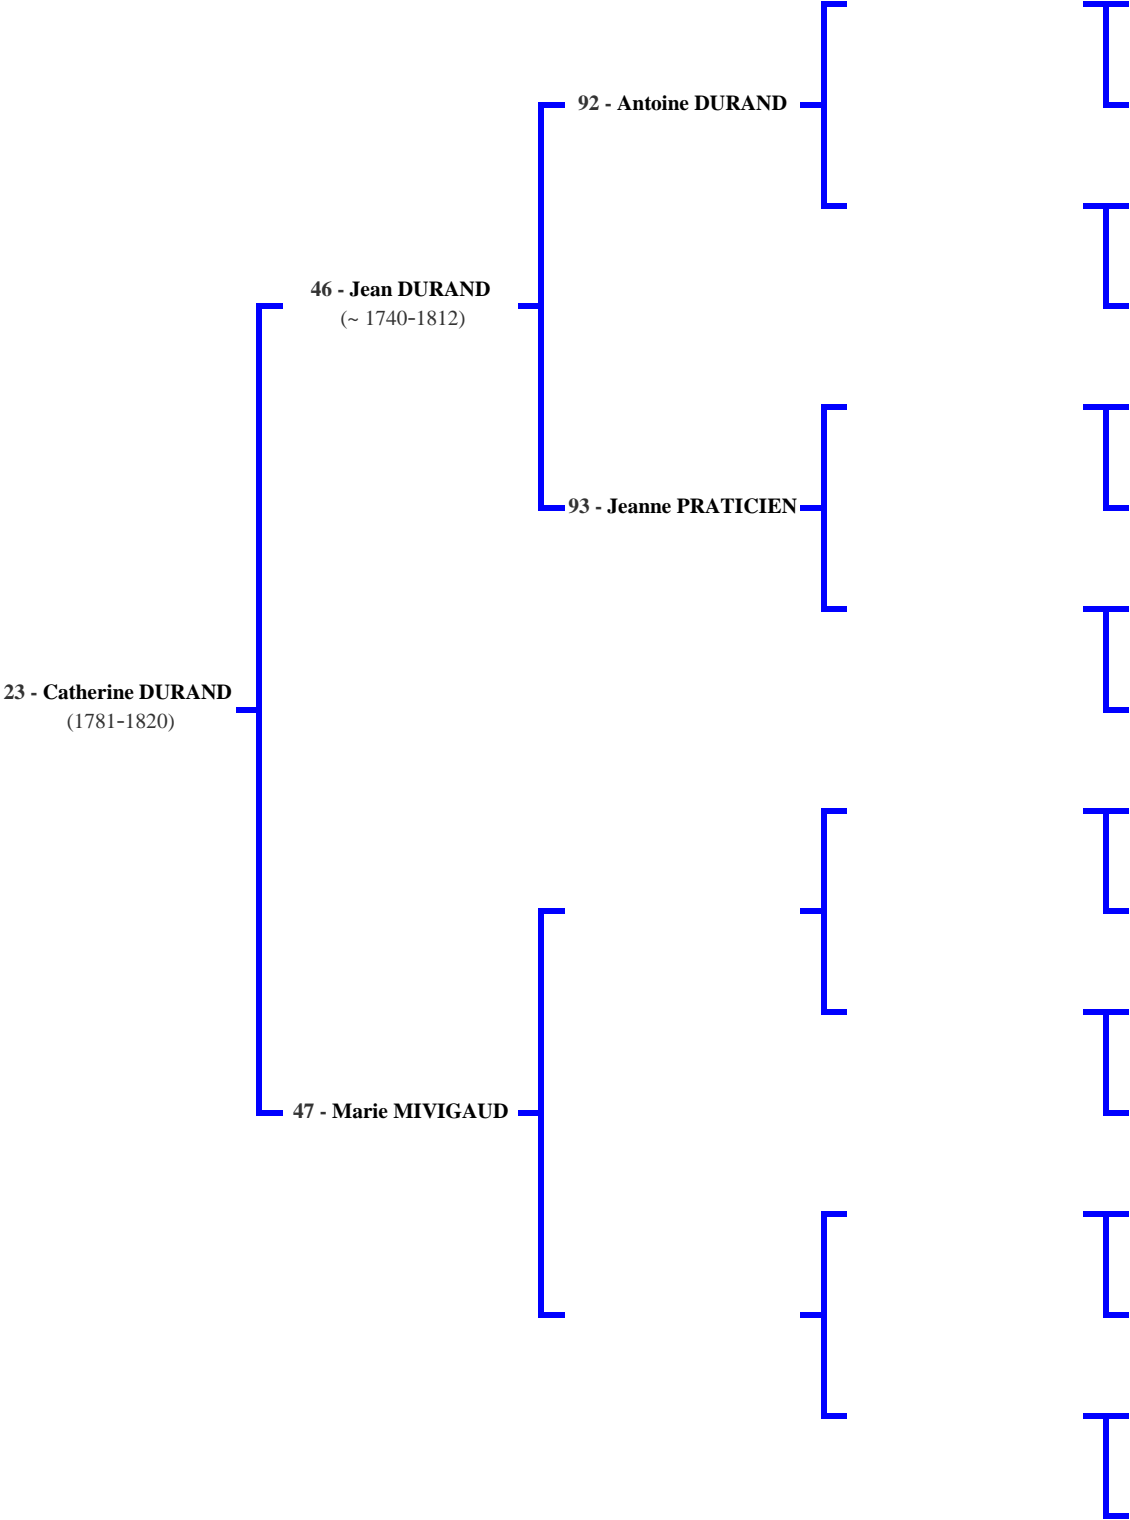 92 - Antoine DURAND
46 - Jean DURAND
(~ 1740-1812)
93 - Jeanne PRATICIEN
23 - Catherine DURAND
(1781-1820)
47 - Marie MIVIGAUD